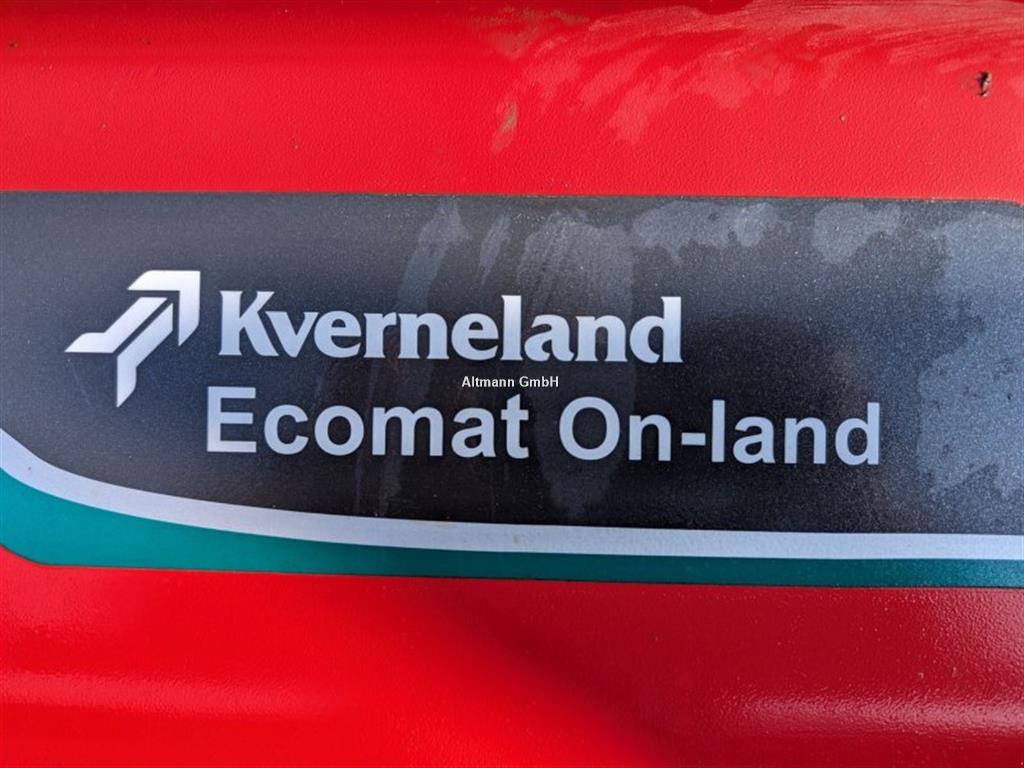 Kverneland
Altmann GmbH
Ecomat On-land